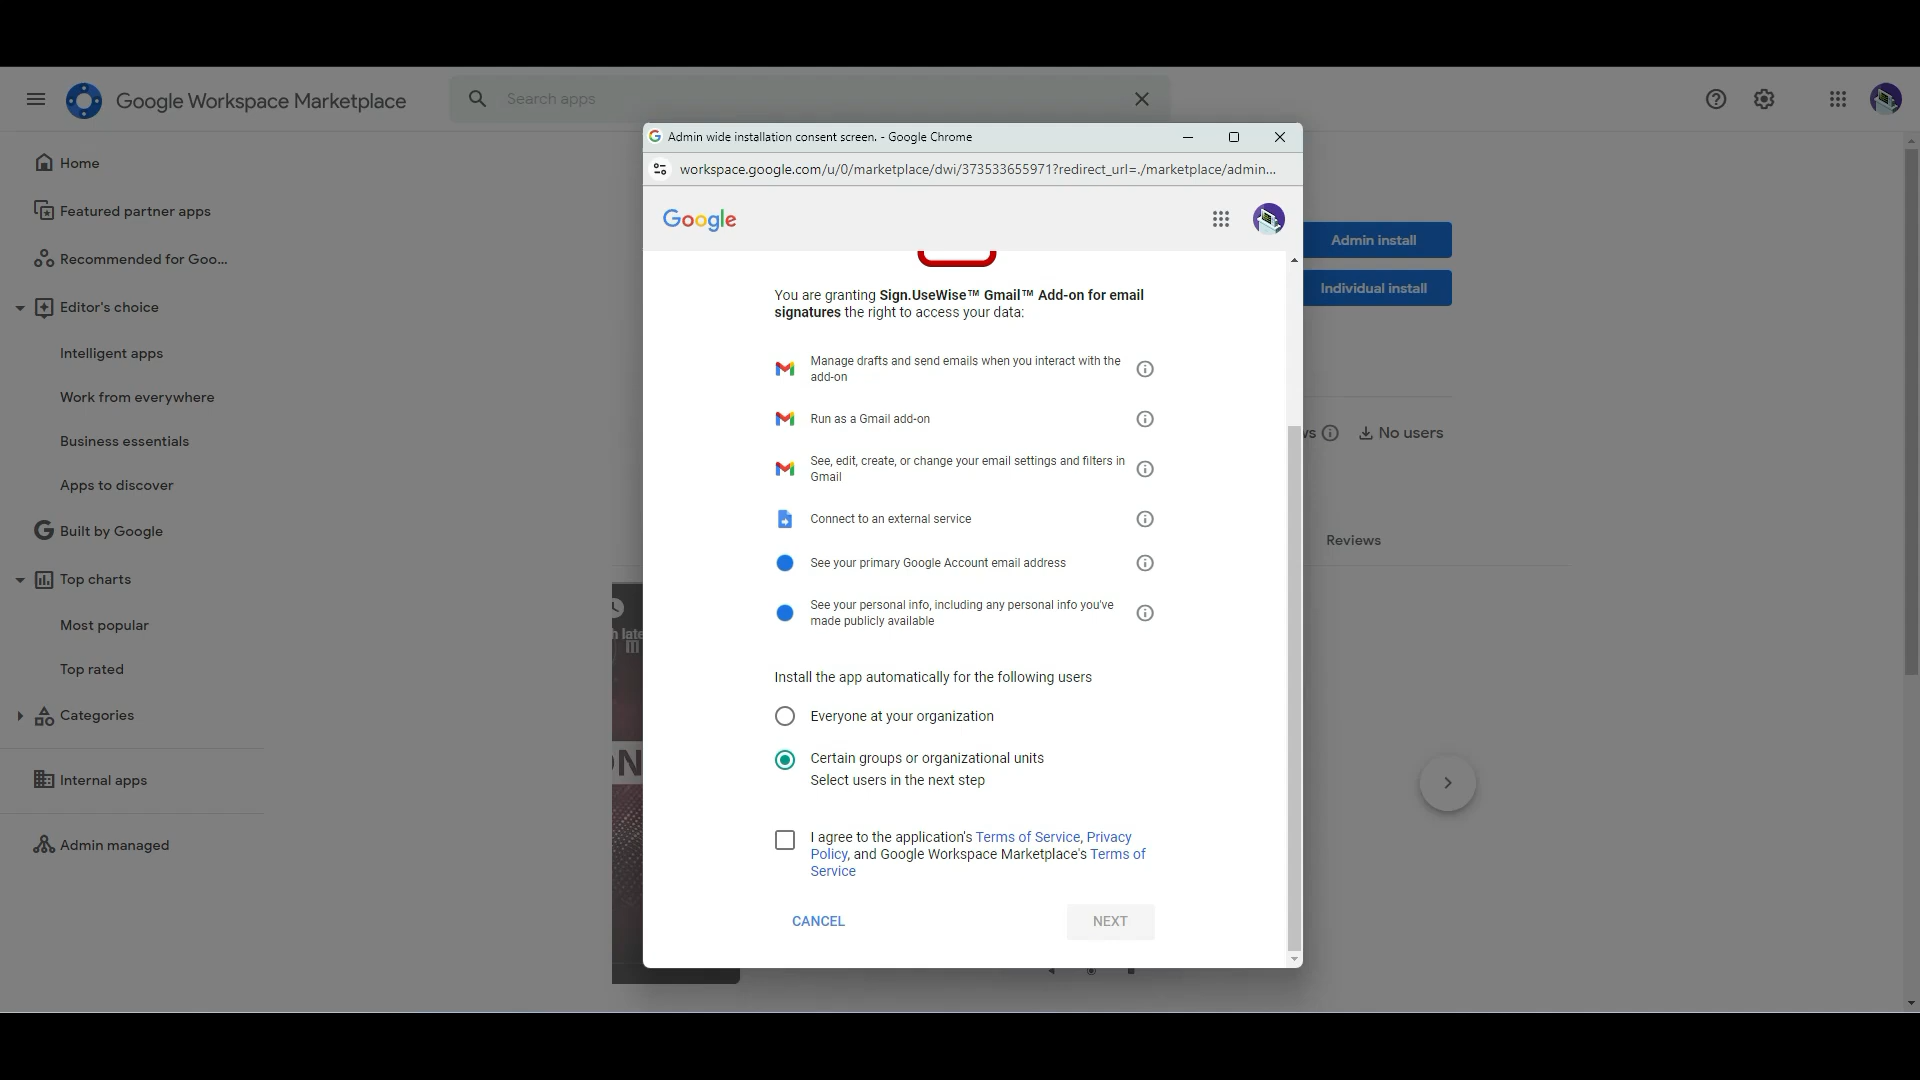 Google Workspace Marketplace
Search apps
Home
Featured partner apps
Recommended for Goo...
Editor's choice
Intelligent apps
Work from everywhere
Business essentials
Apps to discover
Built by Google
Top charts
Most popular
Top rated
Categories
Internal apps
Admin managed
Admin wide installation consent screen. - Google Chrome
workspace.google.com/u/0/marketplace/dwi/373533655971?redirect_url=./marketplace/admin...
Google
You are granting Sign.UseWise™ Gmail™ Add-on for email
signatures the right to access your data:
Manage drafts and send emails when you interact with the
add-on
Run as a Gmail add-on
See, edit, create, or change your email settings and filters in
Gmail
Connect to an external service
See your primary Google Account email address
See your personal info, including any personal info you've
made publicly available
Install the app automatically for the following users
Everyone at your organization
Certain groups or organizational units
Select users in the next step
I agree to the application's Terms of Service, Privacy
Policy, and Google Workspace Marketplace's Terms of
Service
CANCEL
NEXT
Admin install
Individual install
No users
Reviews